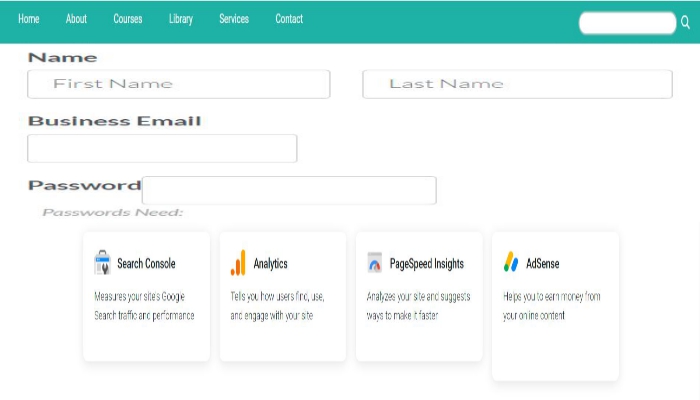 Home About Courses Library Services Contact
Name
First Name Last Name
Business Email
Password
Passwords Need:
Search Console
Measures your site's Google
Search traffic and performance
Analytics
Tells you how users find, use,
and engage with your site
PageSpeed Insights
Analyzes your site and suggests
ways to make it faster
AdSense
Helps you to earn money from
your online content